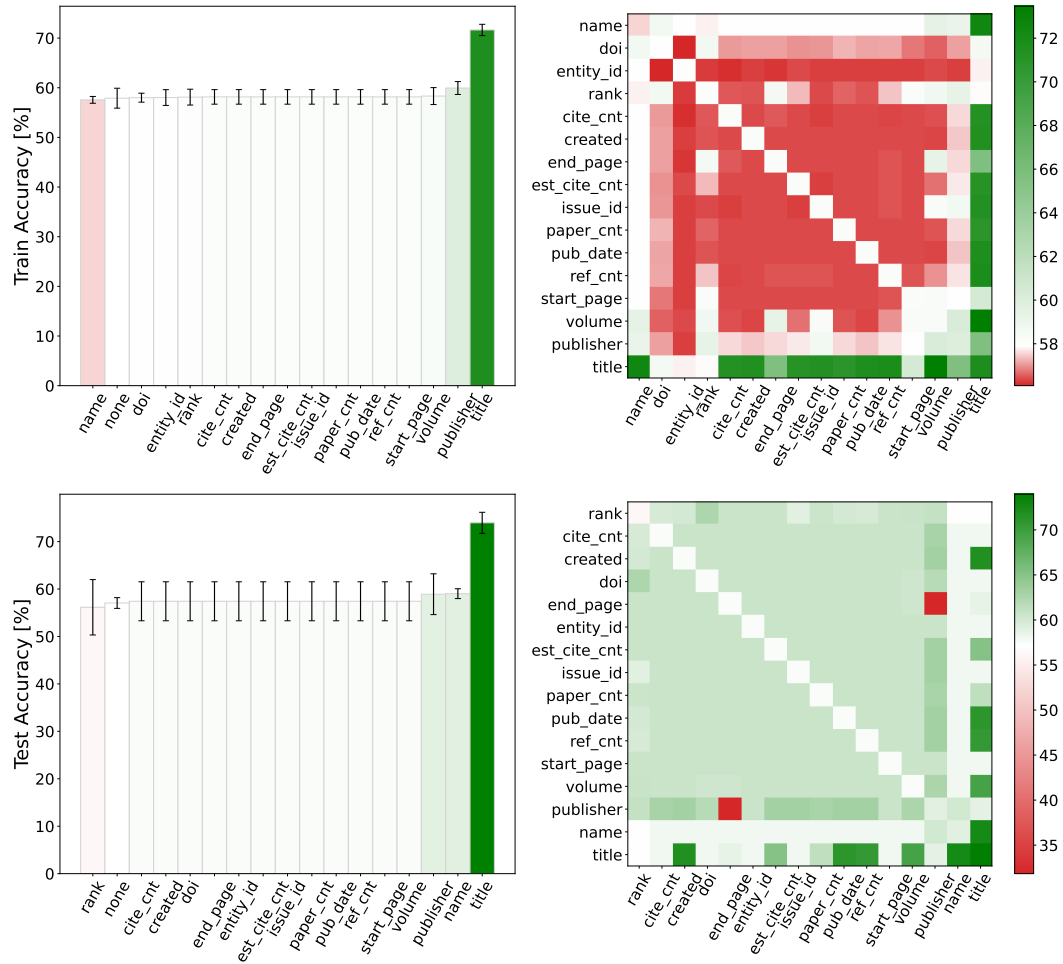 Train Accuracy [%]
70
60
50
40
30
20
10
0
name
none
doi
entity_id
rank
cite_cnt
created
end_page
est_cite_cnt
issue_id
paper_cnt
pub_date
ref_cnt
start_page
volume
publisher
title
name
doi
entity_id
rank
cite_cnt
created
end_page
est_cite_cnt
issue_id
paper_cnt
pub_date
ref_cnt
start_page
volume
publisher
title
name
doi
entity_id
rank
cite_cnt
created
end_page
est_cite_cnt
issue_id
paper_cnt
pub_date
ref_cnt
start_page
volume
publisher
title
72
70
68
66
64
62
60
58
Test Accuracy [%]
70
60
50
40
30
20
10
0
rank
none
cite_cnt
created
doi
end_page
entity_id
est_cite_cnt
issue_id
paper_cnt
pub_date
ref_cnt
start_page
volume
publisher
name
title
rank
cite_cnt
created
doi
end_page
entity_id
est_cite_cnt
issue_id
paper_cnt
pub_date
ref_cnt
start_page
volume
publisher
name
title
rank
cite_cnt
created
doi
end_page
entity_id
est_cite_cnt
issue_id
paper_cnt
pub_date
ref_cnt
start_page
volume
publisher
name
title
70
65
60
55
50
45
40
35